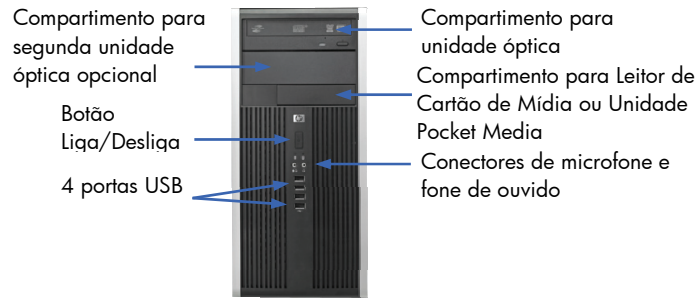 Compartimento para
segunda unidade
óptica opcional
Botão
Liga/Desliga
4 portas USB
Compartimento para
unidade óptica
Compartimento para Leitor de
Cartão de Mídia ou Unidade
Pocket Media
Conectores de microfone e
fone de ouvido
hp